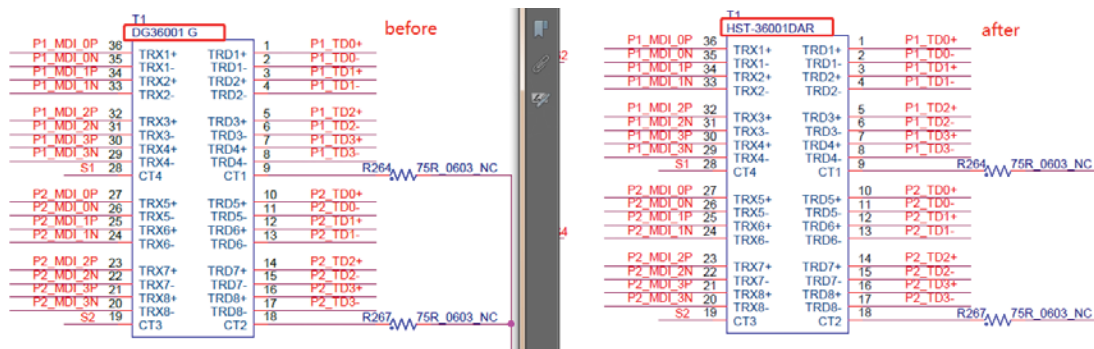 T1
DG36001 G
before
P1_MDI_0P 36 TRX1+ TRD1+ 1 P1_TD0+
P1_MDI_0N 35 TRX1- TRD1- 2 P1_TD0-
P1_MDI_1P 34 TRX2+ TRD2+ 3 P1_TD1+
P1_MDI_1N 33 TRX2- TRD2- 4 P1_TD1-
P1_MDI_2P 32 TRX3+ TRD3+ 5 P1_TD2+
P1_MDI_2N 31 TRX3- TRD3- 6 P1_TD2-
P1_MDI_3P 30 TRX4+ TRD4+ 7 P1_TD3+
P1_MDI_3N 29 TRX4- TRD4- 8 P1_TD3-
S1 28 CT4 CT1 9 R264 75R_0603_NC
P2_MDI_0P 27 TRX5+ TRD5+ 10 P2_TD0+
P2_MDI_0N 26 TRX5- TRD5- 11 P2_TD0-
P2_MDI_1P 25 TRX6+ TRD6+ 12 P2_TD1+
P2_MDI_1N 24 TRX6- TRD6- 13 P2_TD1-
P2_MDI_2P 23 TRX7+ TRD7+ 14 P2_TD2+
P2_MDI_2N 22 TRX7- TRD7- 15 P2_TD2-
P2_MDI_3P 21 TRX8+ TRD8+ 16 P2_TD3+
P2_MDI_3N 20 TRX8- TRD8- 17 P2_TD3-
S2 19 CT3 CT2 18 R267 75R_0603_NC
T1
HST-36001DAR
after
P1_MDI_0P 36 TRX1+ TRD1+ 1 P1_TD0+
P1_MDI_0N 35 TRX1- TRD1- 2 P1_TD0-
P1_MDI_1P 34 TRX2+ TRD2+ 3 P1_TD1+
P1_MDI_1N 33 TRX2- TRD2- 4 P1_TD1-
P1_MDI_2P 32 TRX3+ TRD3+ 5 P1_TD2+
P1_MDI_2N 31 TRX3- TRD3- 6 P1_TD2-
P1_MDI_3P 30 TRX4+ TRD4+ 7 P1_TD3+
P1_MDI_3N 29 TRX4- TRD4- 8 P1_TD3-
S1 28 CT4 CT1 9 R264 75R_0603_NC
P2_MDI_0P 27 TRX5+ TRD5+ 10 P2_TD0+
P2_MDI_0N 26 TRX5- TRD5- 11 P2_TD0-
P2_MDI_1P 25 TRX6+ TRD6+ 12 P2_TD1+
P2_MDI_1N 24 TRX6- TRD6- 13 P2_TD1-
P2_MDI_2P 23 TRX7+ TRD7+ 14 P2_TD2+
P2_MDI_2N 22 TRX7- TRD7- 15 P2_TD2-
P2_MDI_3P 21 TRX8+ TRD8+ 16 P2_TD3+
P2_MDI_3N 20 TRX8- TRD8- 17 P2_TD3-
S2 19 CT3 CT2 18 R267 75R_0603_NC